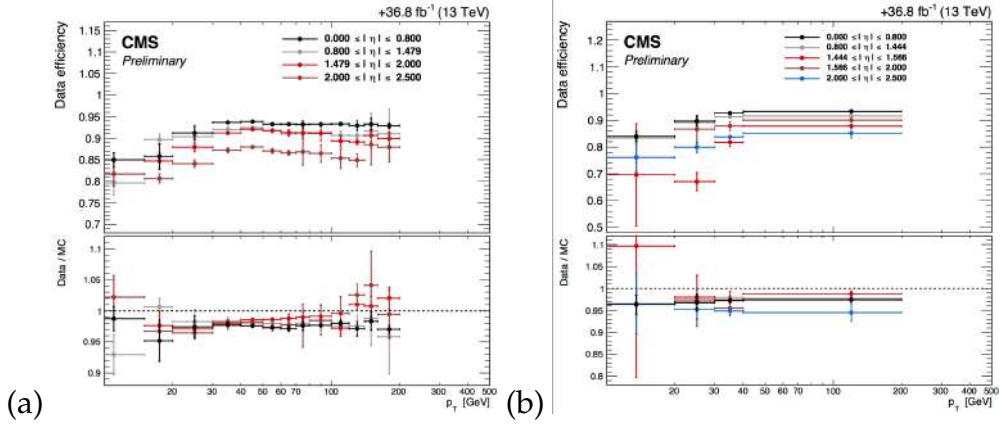 +36.8 fb⁻¹ (13 TeV)
CMS
Preliminary
0.000 ≤ | η | ≤ 0.800
0.800 ≤ | η | ≤ 1.479
1.479 ≤ | η | ≤ 2.000
2.000 ≤ | η | ≤ 2.500
Data efficiency
1.15
1.1
1.05
1
0.95
0.9
0.85
0.8
0.75
0.7
Data / MC
1.1
1.05
1
0.95
0.9
20 30 40 50 60 70 100 200 300 500
p_T [GeV]
(a)
+36.8 fb⁻¹ (13 TeV)
CMS
Preliminary
0.000 ≤ | η | ≤ 0.800
0.800 ≤ | η | ≤ 1.444
1.444 ≤ | η | ≤ 1.566
1.566 ≤ | η | ≤ 2.000
2.000 ≤ | η | ≤ 2.500
Data efficiency
1.2
1.1
1
0.9
0.8
0.7
0.6
0.5
Data / MC
1.1
1.05
1
0.95
0.9
0.85
0.8
20 30 40 50 60 70 100 200 300 500
p_T [GeV]
(b)